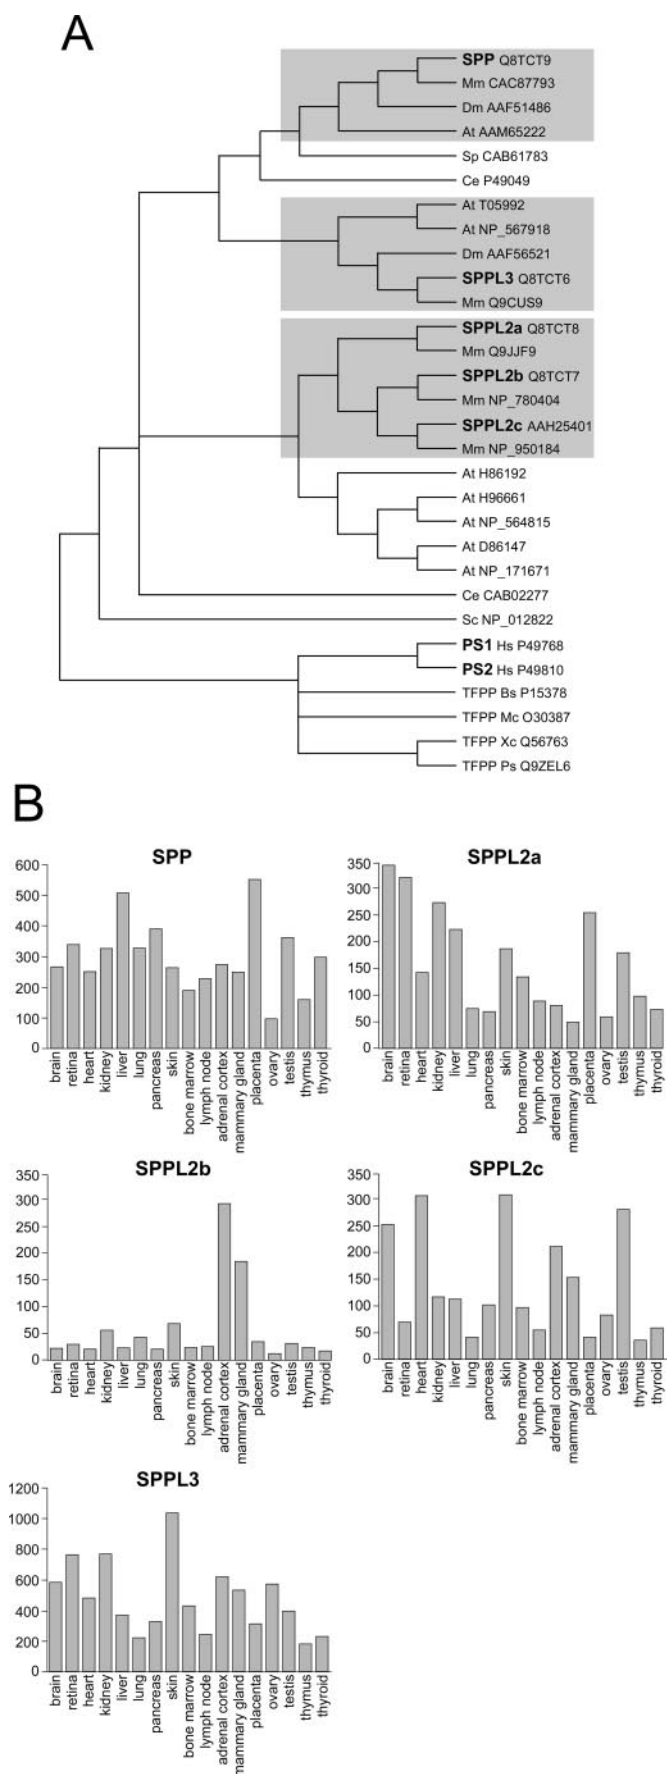 A
SPP Q8TCT9
Mm CAC87793
Dm AAF51486
At AAM65222
Sp CAB61783
Ce P49049
At T05992
At NP_567918
Dm AAF56521
SPPL3 Q8TCT6
Mm Q9CUS9
SPPL2a Q8TCT8
Mm Q9JJF9
SPPL2b Q8TCT7
Mm NP_780404
SPPL2c AAH25401
Mm NP_950184
At H86192
At H96661
At NP_564815
At D86147
At NP_171671
Ce CAB02277
Sc NP_012822
PS1 Hs P49768
PS2 Hs P49810
TFPP Bs P15378
TFPP Mc O30387
TFPP Xc Q56763
TFPP Ps Q9ZEL6
B
SPP
600
500
400
300
200
100
0
brain
retina
heart
kidney
liver
lung
pancreas
skin
bone marrow
lymph node
adrenal cortex
mammary gland
placenta
ovary
testis
thymus
thyroid
SPPL2a
350
300
250
200
150
100
50
0
brain
retina
heart
kidney
liver
lung
pancreas
skin
bone marrow
lymph node
adrenal cortex
mammary gland
placenta
ovary
testis
thymus
thyroid
SPPL2b
350
300
250
200
150
100
50
0
brain
retina
heart
kidney
liver
lung
pancreas
skin
bone marrow
lymph node
adrenal cortex
mammary gland
placenta
ovary
testis
thymus
thyroid
SPPL2c
350
300
250
200
150
100
50
0
brain
retina
heart
kidney
liver
lung
pancreas
skin
bone marrow
lymph node
adrenal cortex
mammary gland
placenta
ovary
testis
thymus
thyroid
SPPL3
1200
1000
800
600
400
200
0
brain
retina
heart
kidney
liver
lung
pancreas
skin
bone marrow
lymph node
adrenal cortex
mammary gland
placenta
ovary
testis
thymus
thyroid